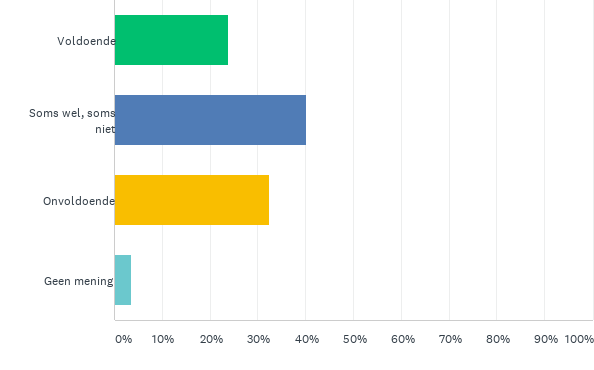 Voldoende
Soms wel, soms
niet
Onvoldoende
Geen mening
0% 10% 20% 30% 40% 50% 60% 70% 80% 90% 100%